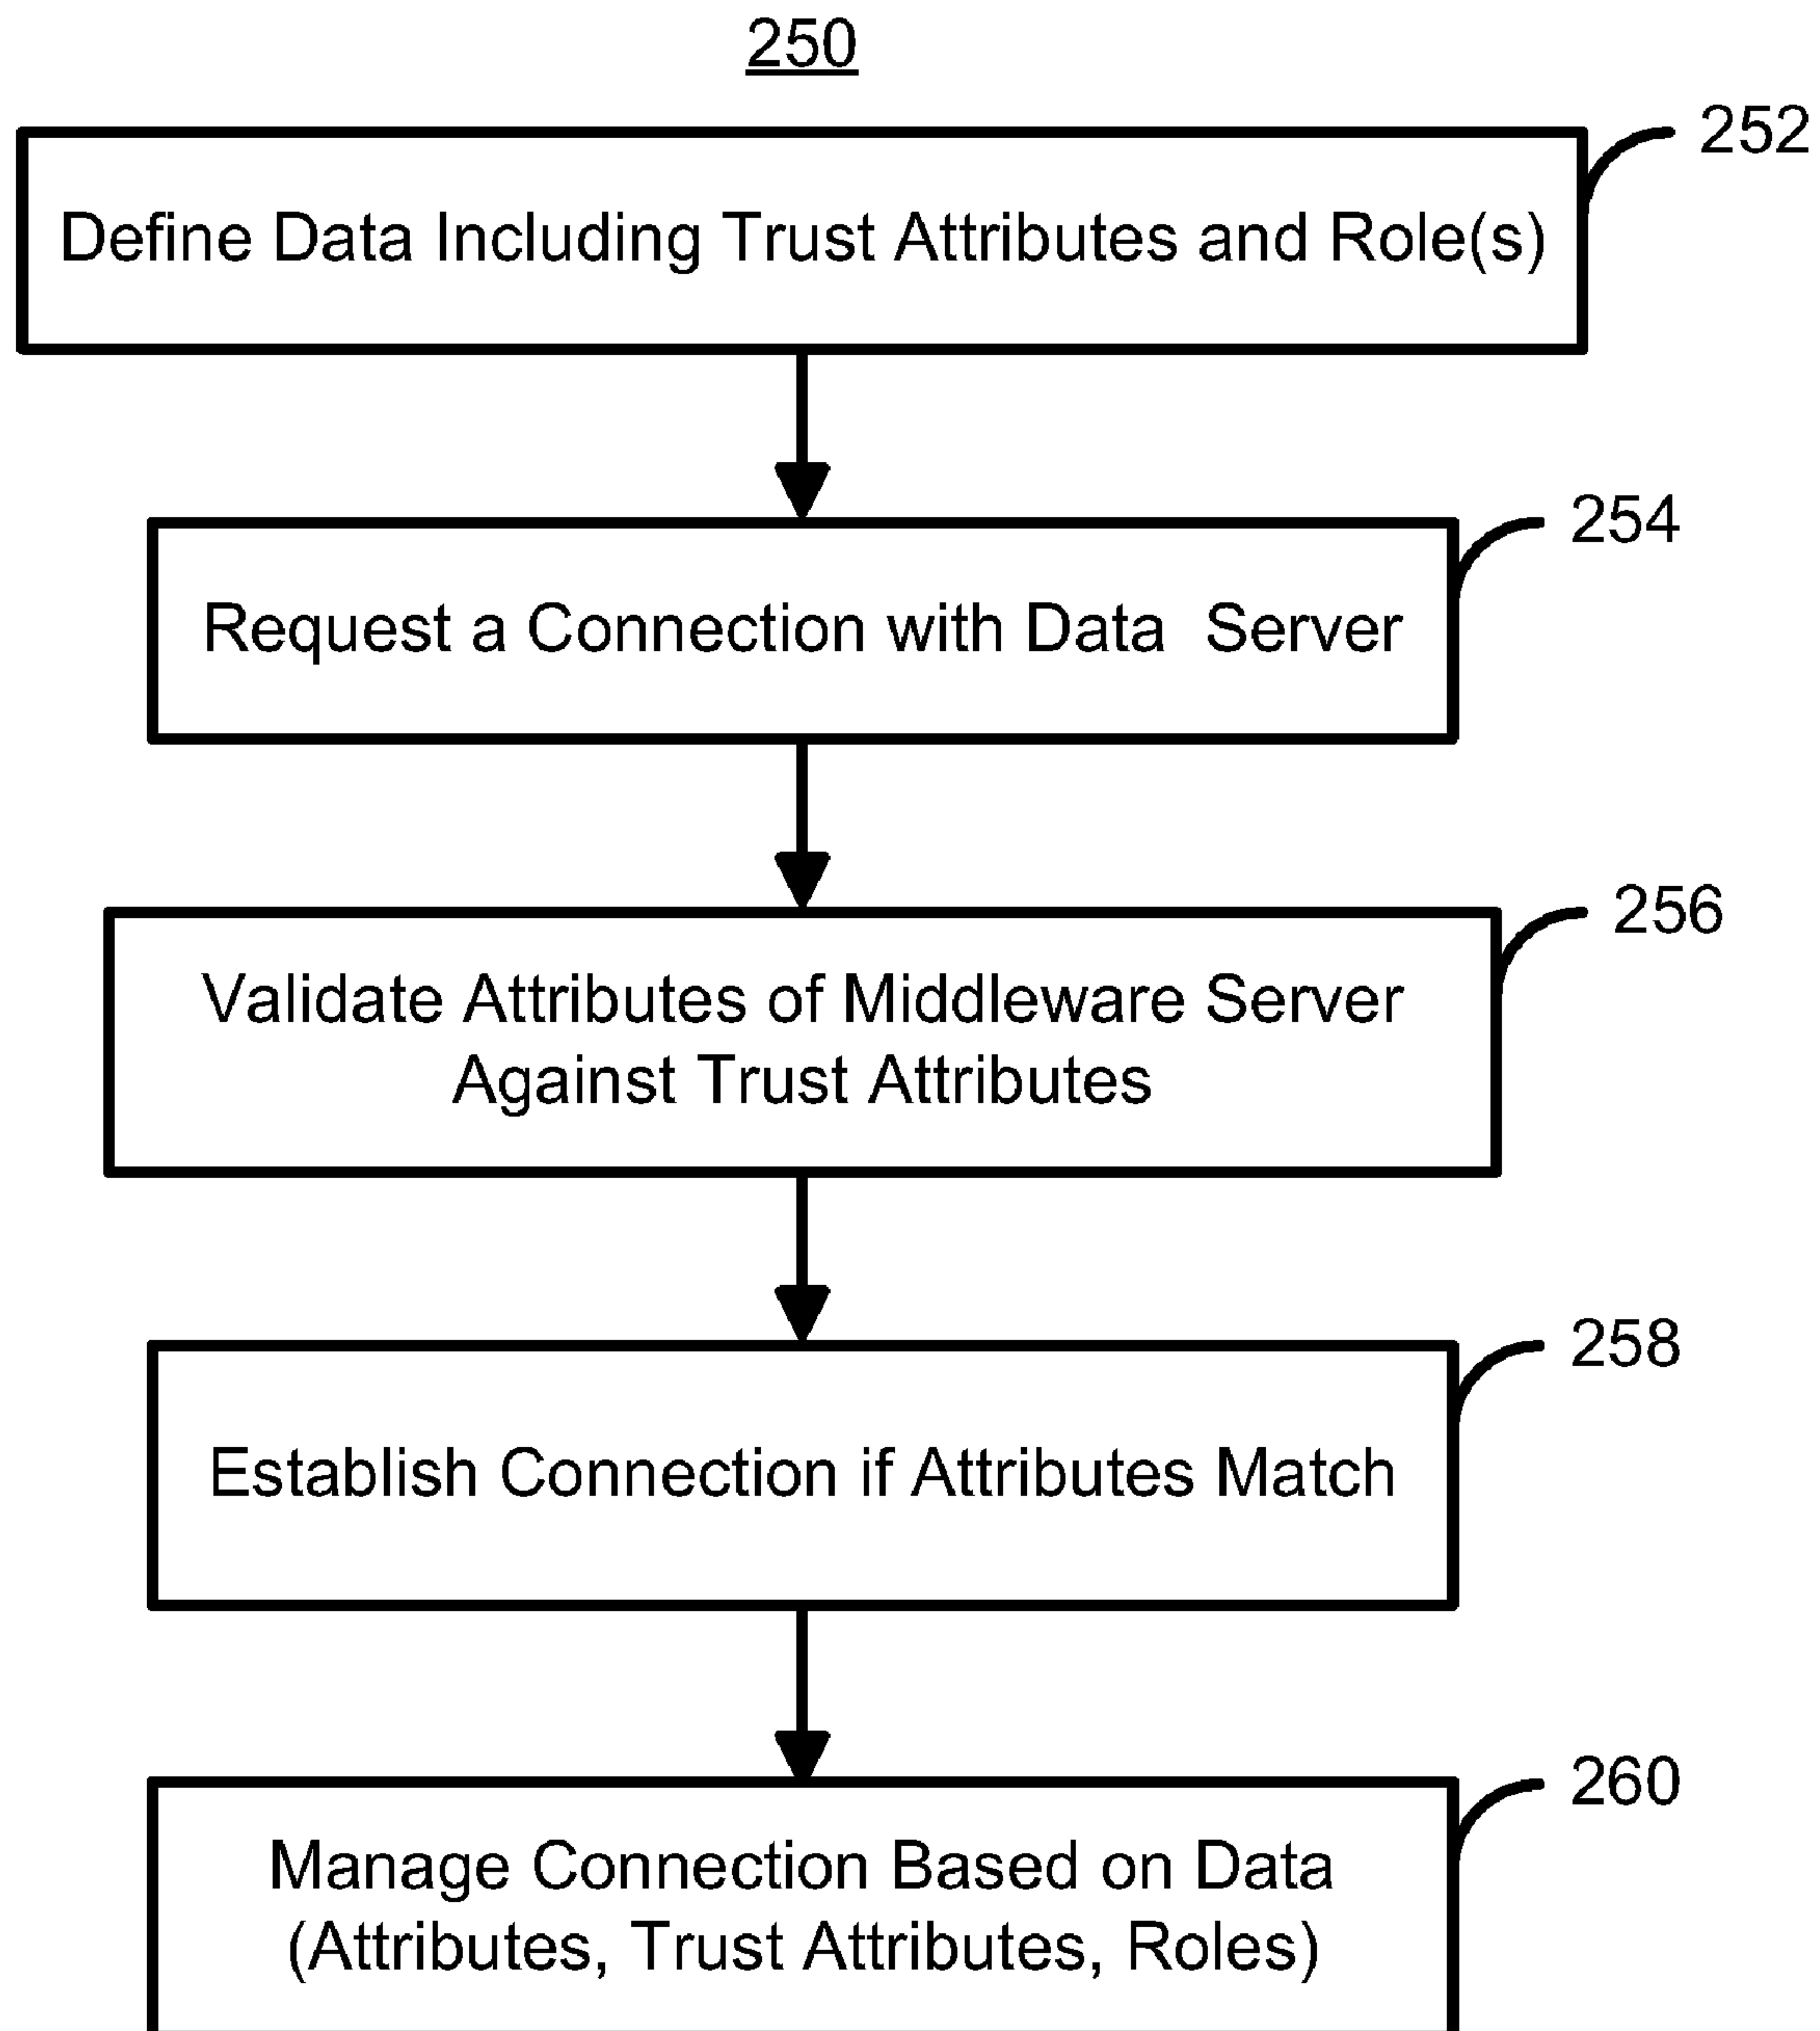 250
252
Define Data Including Trust Attributes and Role(s)
254
Request a Connection with Data Server
256
Validate Attributes of Middleware Server
Against Trust Attributes
258
Establish Connection if Attributes Match
260
Manage Connection Based on Data
(Attributes, Trust Attributes, Roles)